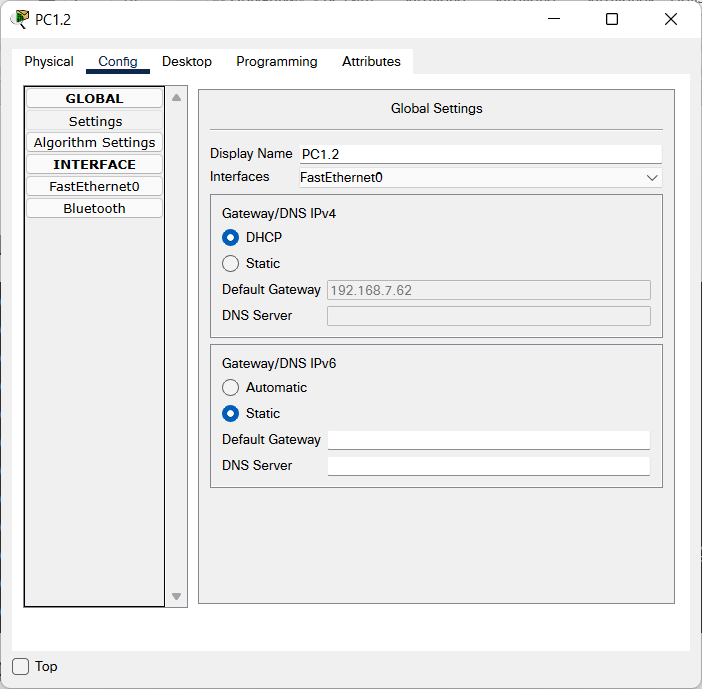 PC1.2
Physical Config Desktop Programming Attributes
GLOBAL
Settings
Algorithm Settings
INTERFACE
FastEthernet0
Bluetooth
Global Settings
Display Name PC1.2
Interfaces FastEthernet0
Gateway/DNS IPv4
DHCP
Static
Default Gateway 192.168.7.62
DNS Server
Gateway/DNS IPv6
Automatic
Static
Default Gateway
DNS Server
Top